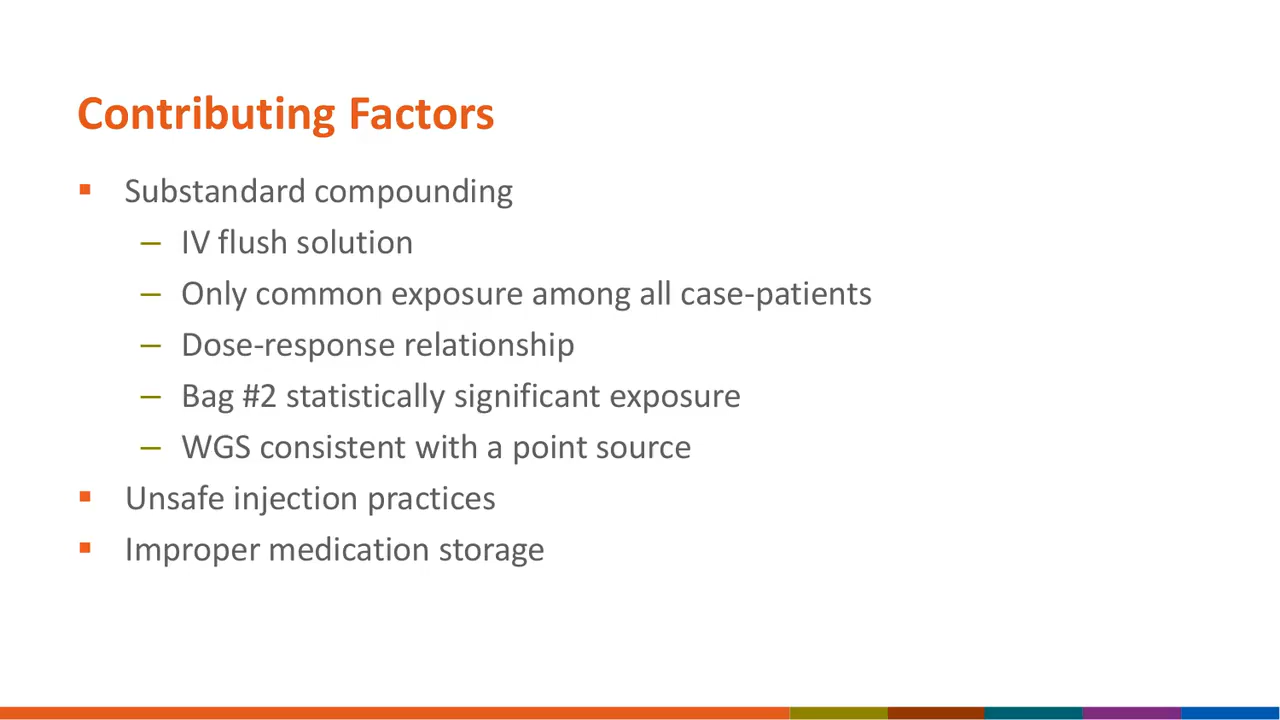 Contributing Factors
▪ Substandard compounding
– IV flush solution
– Only common exposure among all case-patients
– Dose-response relationship
– Bag #2 statistically significant exposure
– WGS consistent with a point source
▪ Unsafe injection practices
▪ Improper medication storage